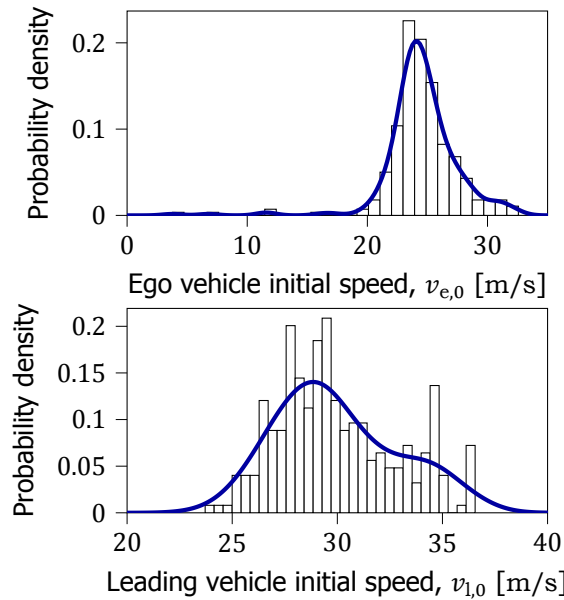 Probability density
0.2
0.1
0
0 10 20 30
Ego vehicle initial speed, v_e,0 [m/s]
Probability density
0.2
0.15
0.1
0.05
0
20 25 30 35 40
Leading vehicle initial speed, v_l,0 [m/s]